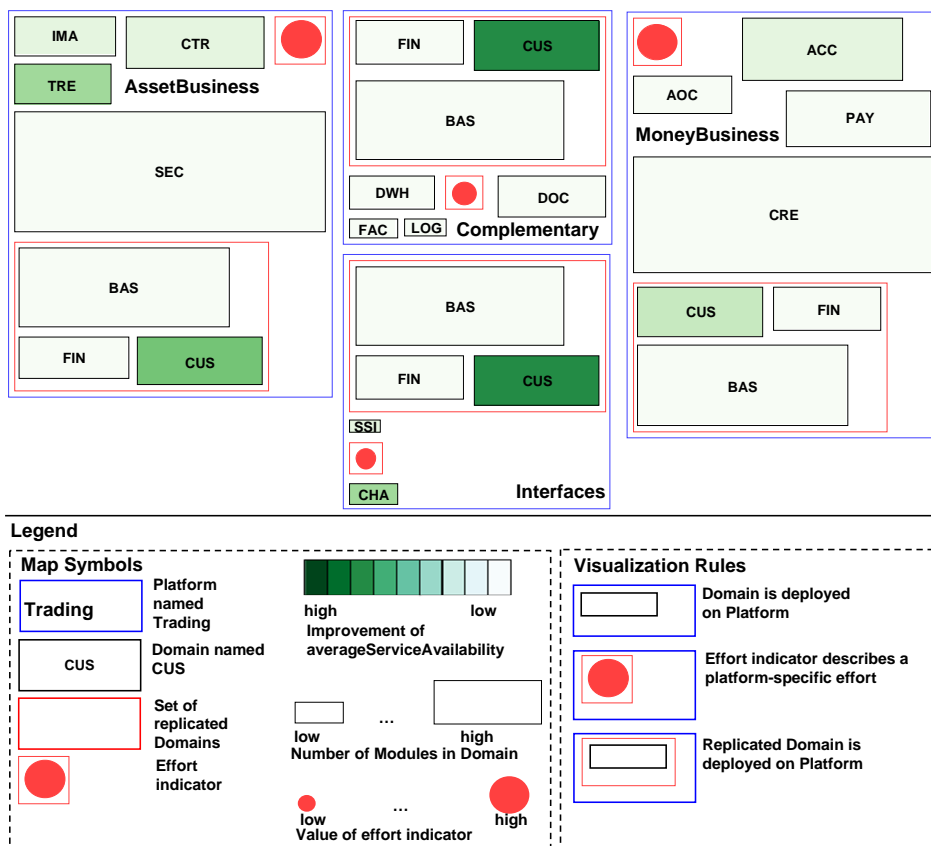 IMA
CTR
TRE
AssetBusiness
SEC
BAS
FIN
CUS
FIN
CUS
BAS
DWH
DOC
FAC
LOG
Complementary
BAS
FIN
CUS
SSI
CHA
Interfaces
ACC
AOC
PAY
MoneyBusiness
CRE
CUS
FIN
BAS
Legend
Map Symbols
Trading
Platform
named
Trading
CUS
Domain named
CUS
Set of
replicated
Domains
Effort
indicator
high
low
Improvement of
averageServiceAvailability
...
low
high
Number of Modules in Domain
...
low
high
Value of effort indicator
Visualization Rules
Domain is deployed
on Platform
Effort indicator describes a
platform-specific effort
Replicated Domain is
deployed on Platform